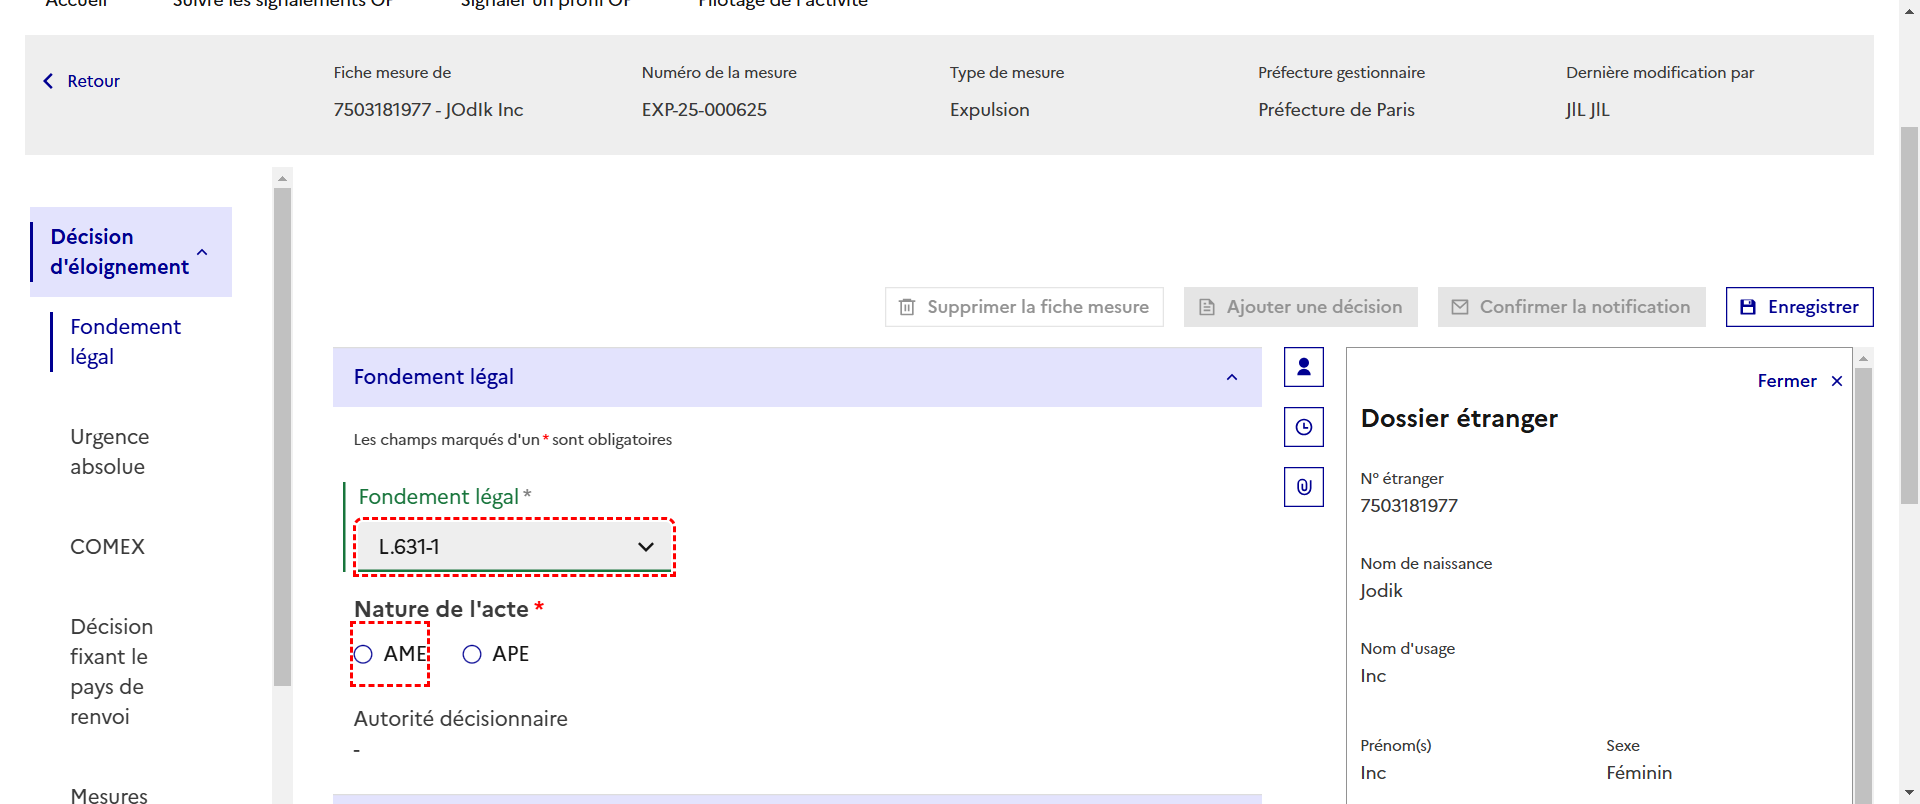 Accueil
Suivre les signalements OP
Signaler un profil OP
Pilotage de l'activité
Retour
Fiche mesure de
7503181977 - JOdIk Inc
Numéro de la mesure
EXP-25-000625
Type de mesure
Expulsion
Préfecture gestionnaire
Préfecture de Paris
Dernière modification par
JIL JIL
Décision
d'éloignement
Fondement
légal
Urgence
absolue
COMEX
Décision
fixant le
pays de
renvoi
Mesures
Supprimer la fiche mesure
Ajouter une décision
Confirmer la notification
Enregistrer
Fondement légal
Les champs marqués d'un * sont obligatoires
Fondement légal *
L.631-1
Nature de l'acte *
AME
APE
Autorité décisionnaire
-
Fermer
Dossier étranger
N° étranger
7503181977
Nom de naissance
Jodik
Nom d'usage
Inc
Prénom(s)
Inc
Sexe
Féminin